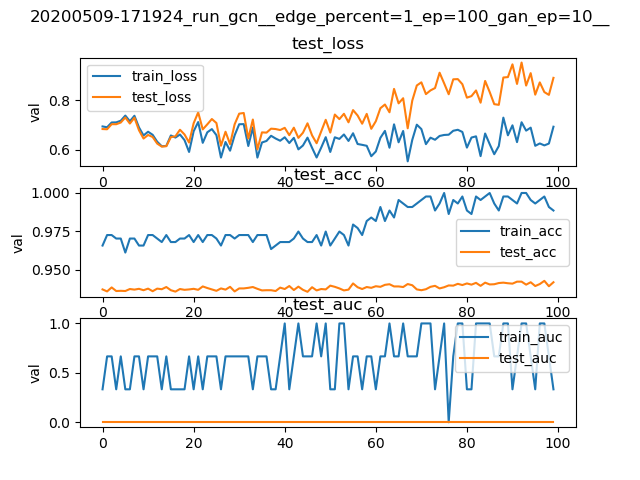 20200509-171924_run_gcn__edge_percent=1_ep=100_gan_ep=10__
test_loss
val
0.8
0.6
train_loss
test_loss
0 20 40 60 80 100
test_acc
val
1.000
0.975
0.950
train_acc
test_acc
0 20 40 60 80 100
test_auc
val
1.0
0.5
0.0
train_auc
test_auc
0 20 40 60 80 100